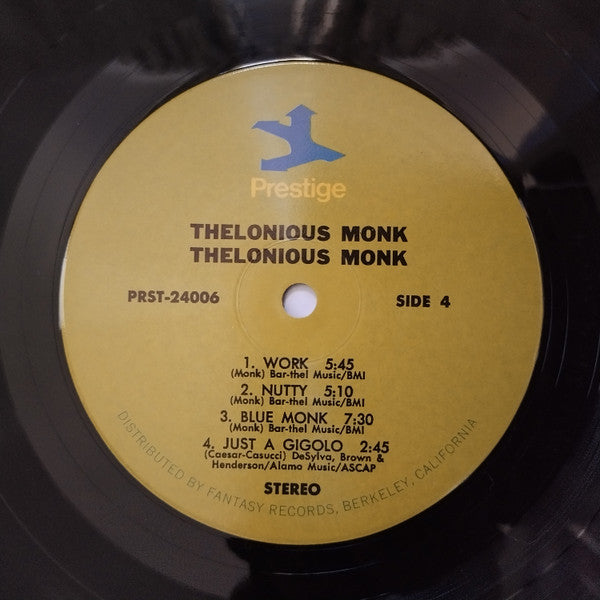 Prestige
THELONIOUS MONK
THELONIOUS MONK
PRST-24006
SIDE 4
1. WORK 5:45
(Monk) Bar-thel Music/BMI
2. NUTTY 5:10
(Monk) Bar-thel Music/BMI
3. BLUE MONK 7:30
(Monk) Bar-thel Music/BMI
4. JUST A GIGOLO 2:45
(Caesar-Casucci) DeSylva, Brown &
Henderson/Alamo Music/ASCAP
STEREO
DISTRIBUTED BY FANTASY RECORDS, BERKELEY, CALIFORNIA